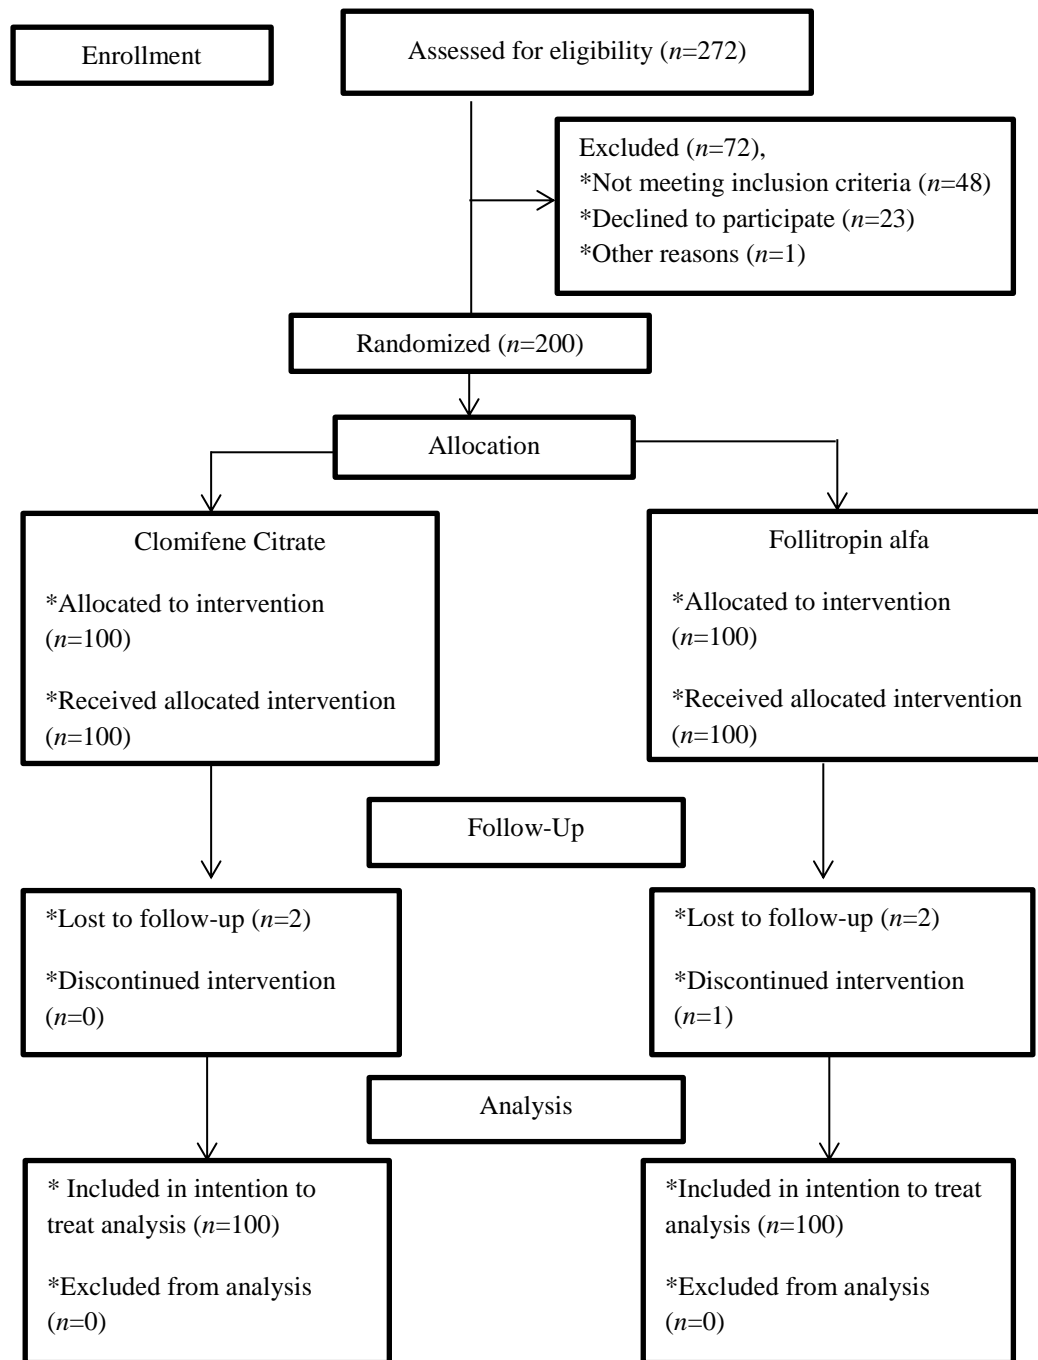 Enrollment
Assessed for eligibility (n=272)
Excluded (n=72),
*Not meeting inclusion criteria (n=48)
*Declined to participate (n=23)
*Other reasons (n=1)
Randomized (n=200)
Allocation
Clomifene Citrate
*Allocated to intervention
(n=100)
*Received allocated intervention
(n=100)
Follitropin alfa
*Allocated to intervention
(n=100)
*Received allocated intervention
(n=100)
Follow-Up
*Lost to follow-up (n=2)
*Discontinued intervention
(n=0)
*Lost to follow-up (n=2)
*Discontinued intervention
(n=1)
Analysis
* Included in intention to
treat analysis (n=100)
*Excluded from analysis
(n=0)
*Included in intention to treat
analysis (n=100)
*Excluded from analysis
(n=0)